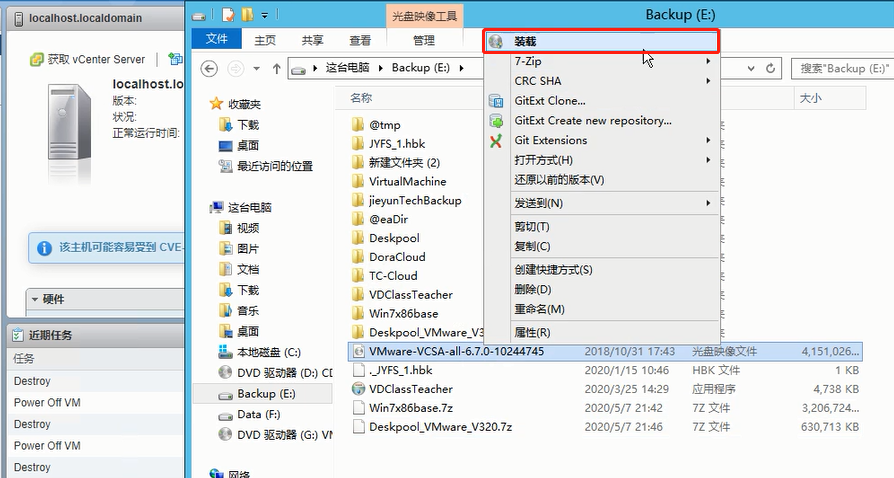 localhost.localdomain
获取 vCenter Server
localhost.lo
版本:
状况:
正常运行时间:
该主机可能容易受到 CVE-
硬件
近期任务
任务
Destroy
Power Off VM
Destroy
Power Off VM
Destroy
光盘映像工具
Backup (E:)
文件
主页
共享
查看
管理
这台电脑
Backup (E:)
搜索"Backup (E:)"
收藏夹
下载
桌面
最近访问的位置
这台电脑
视频
图片
文档
下载
音乐
桌面
本地磁盘 (C:)
DVD 驱动器 (D:) CD
Backup (E:)
Data (F:)
DVD 驱动器 (G:) VM
网络
名称
大小
@tmp
JYFS_1.hbk
新建文件夹 (2)
VirtualMachine
jieyunTechBackup
@eaDir
Deskpool
DoraCloud
TC-Cloud
VDClassTeacher
Win7x86base
Deskpool_VMware_V3
VMware-VCSA-all-6.7.0-10244745 2018/10/31 17:43 光盘映像文件 4,151,026...
._JYFS_1.hbk 2020/1/15 10:46 HBK 文件 1 KB
VDClassTeacher 2020/3/25 14:29 应用程序 4,738 KB
Win7x86base.7z 2020/5/7 21:42 7Z 文件 3,206,724...
Deskpool_VMware_V320.7z 2020/5/7 21:46 7Z 文件 630,713 KB
装载
7-Zip
CRC SHA
GitExt Clone...
GitExt Create new repository...
Git Extensions
打开方式(H)
还原以前的版本(V)
发送到(N)
剪切(T)
复制(C)
创建快捷方式(S)
删除(D)
重命名(M)
属性(R)